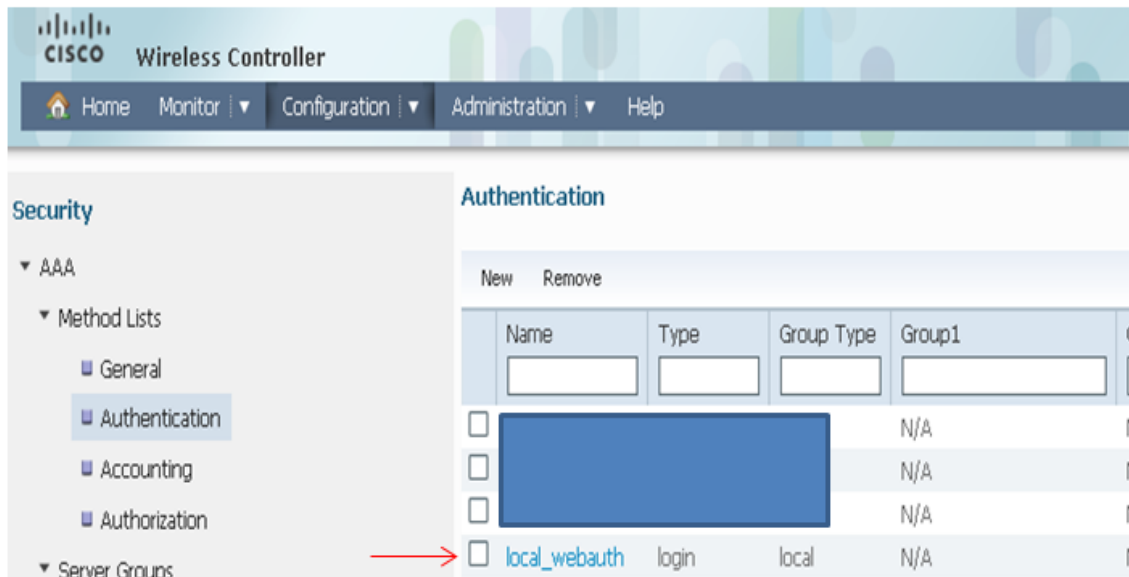 CISCO Wireless Controller
Home Monitor Configuration Administration Help
Security
Authentication
AAA
New Remove
Method Lists
Name Type Group Type Group1
General
Authentication
N/A
Accounting
N/A
Authorization
N/A
Server Groups
local_webauth login local N/A